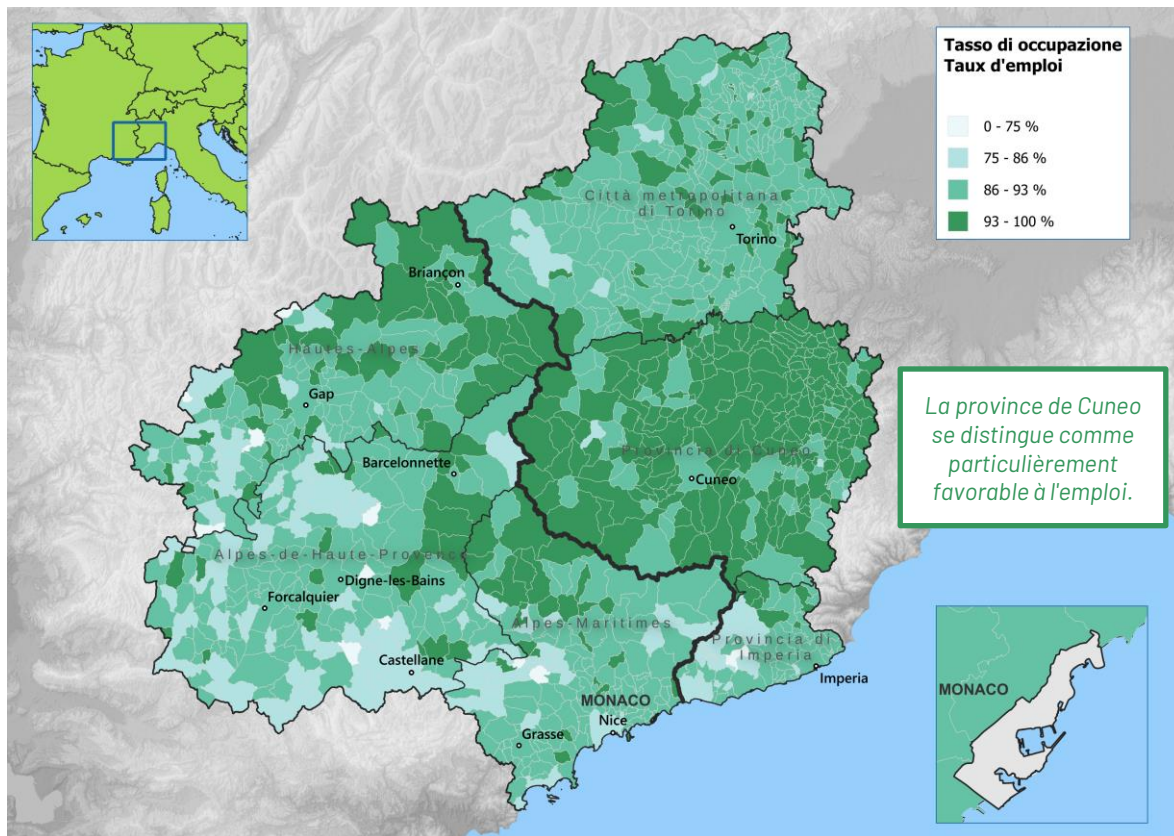 Tasso di occupazione
Taux d'emploi
0 - 75 %
75 - 86 %
86 - 93 %
93 - 100 %
Città metropolitana
di Torino
Torino
Briançon
Hautes-Alpes
Gap
Barcelonnette
Provincia di Cuneo
Cuneo
La province de Cuneo
se distingue comme
particulièrement
favorable à l'emploi.
Alpes-de-Haute-Provence
Digne-les-Bains
Forcalquier
Alpes-Maritimes
Provincia di
Imperia
Castellane
Imperia
MONACO
Nice
Grasse
MONACO